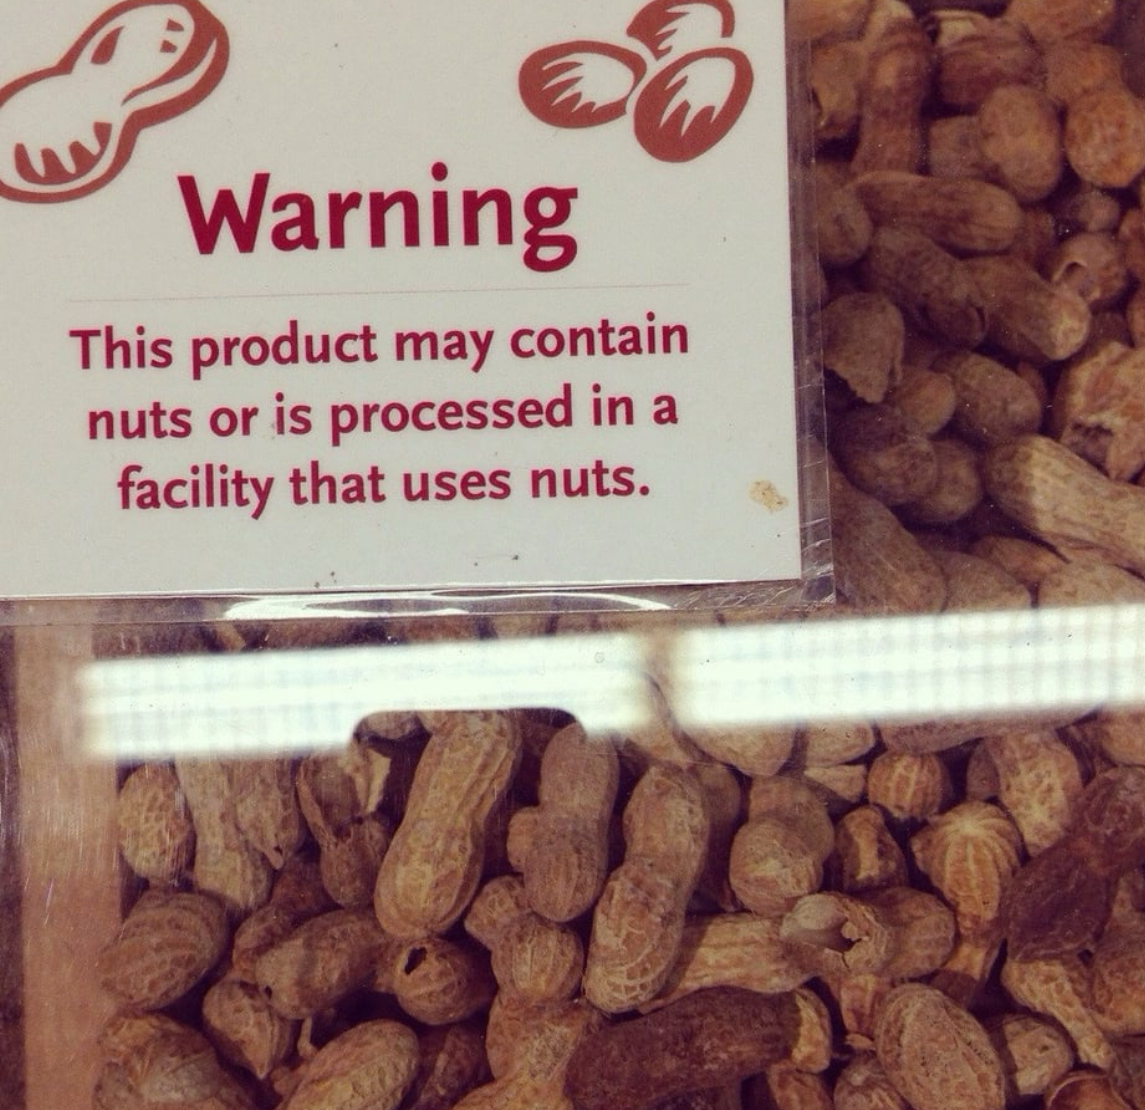 Warning
This product may contain
nuts or is processed in a
facility that uses nuts.